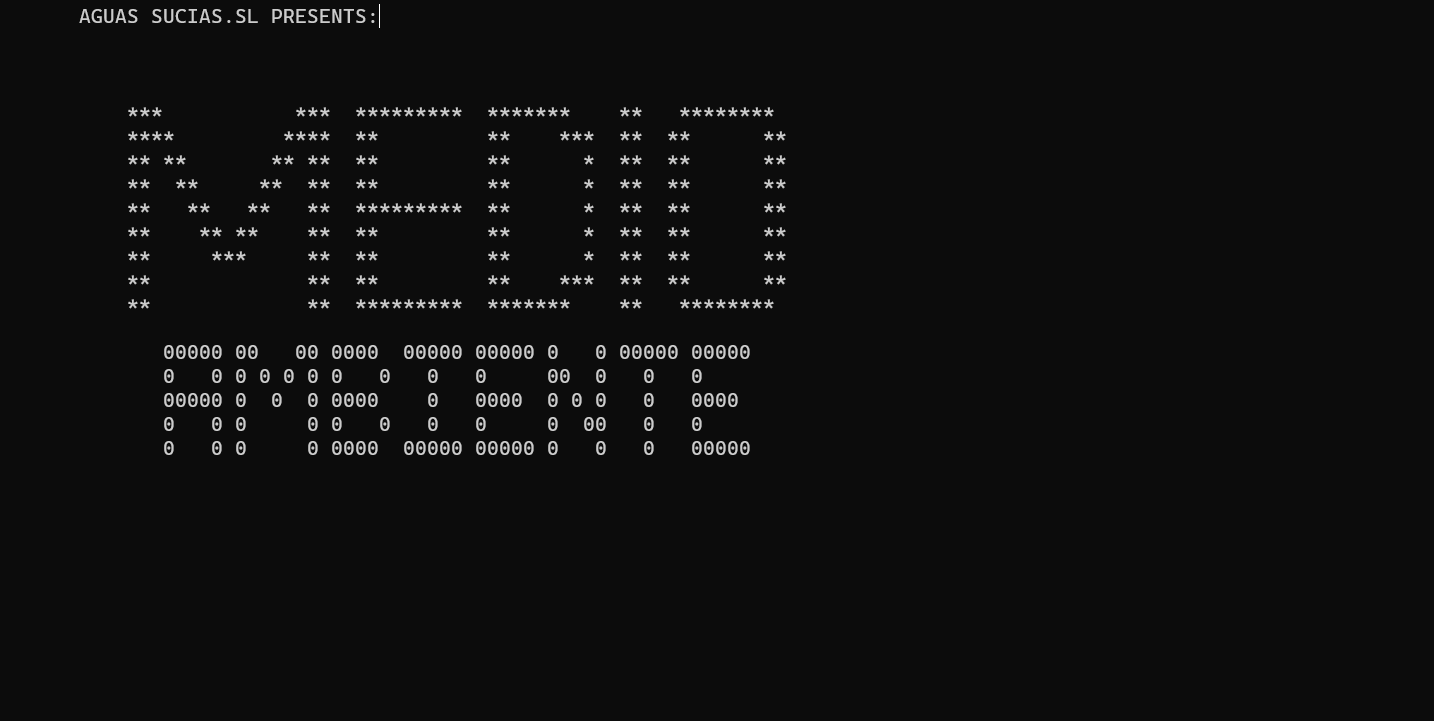 AGUAS SUCIAS.SL PRESENTS:
MEDIO
AMBIENTE